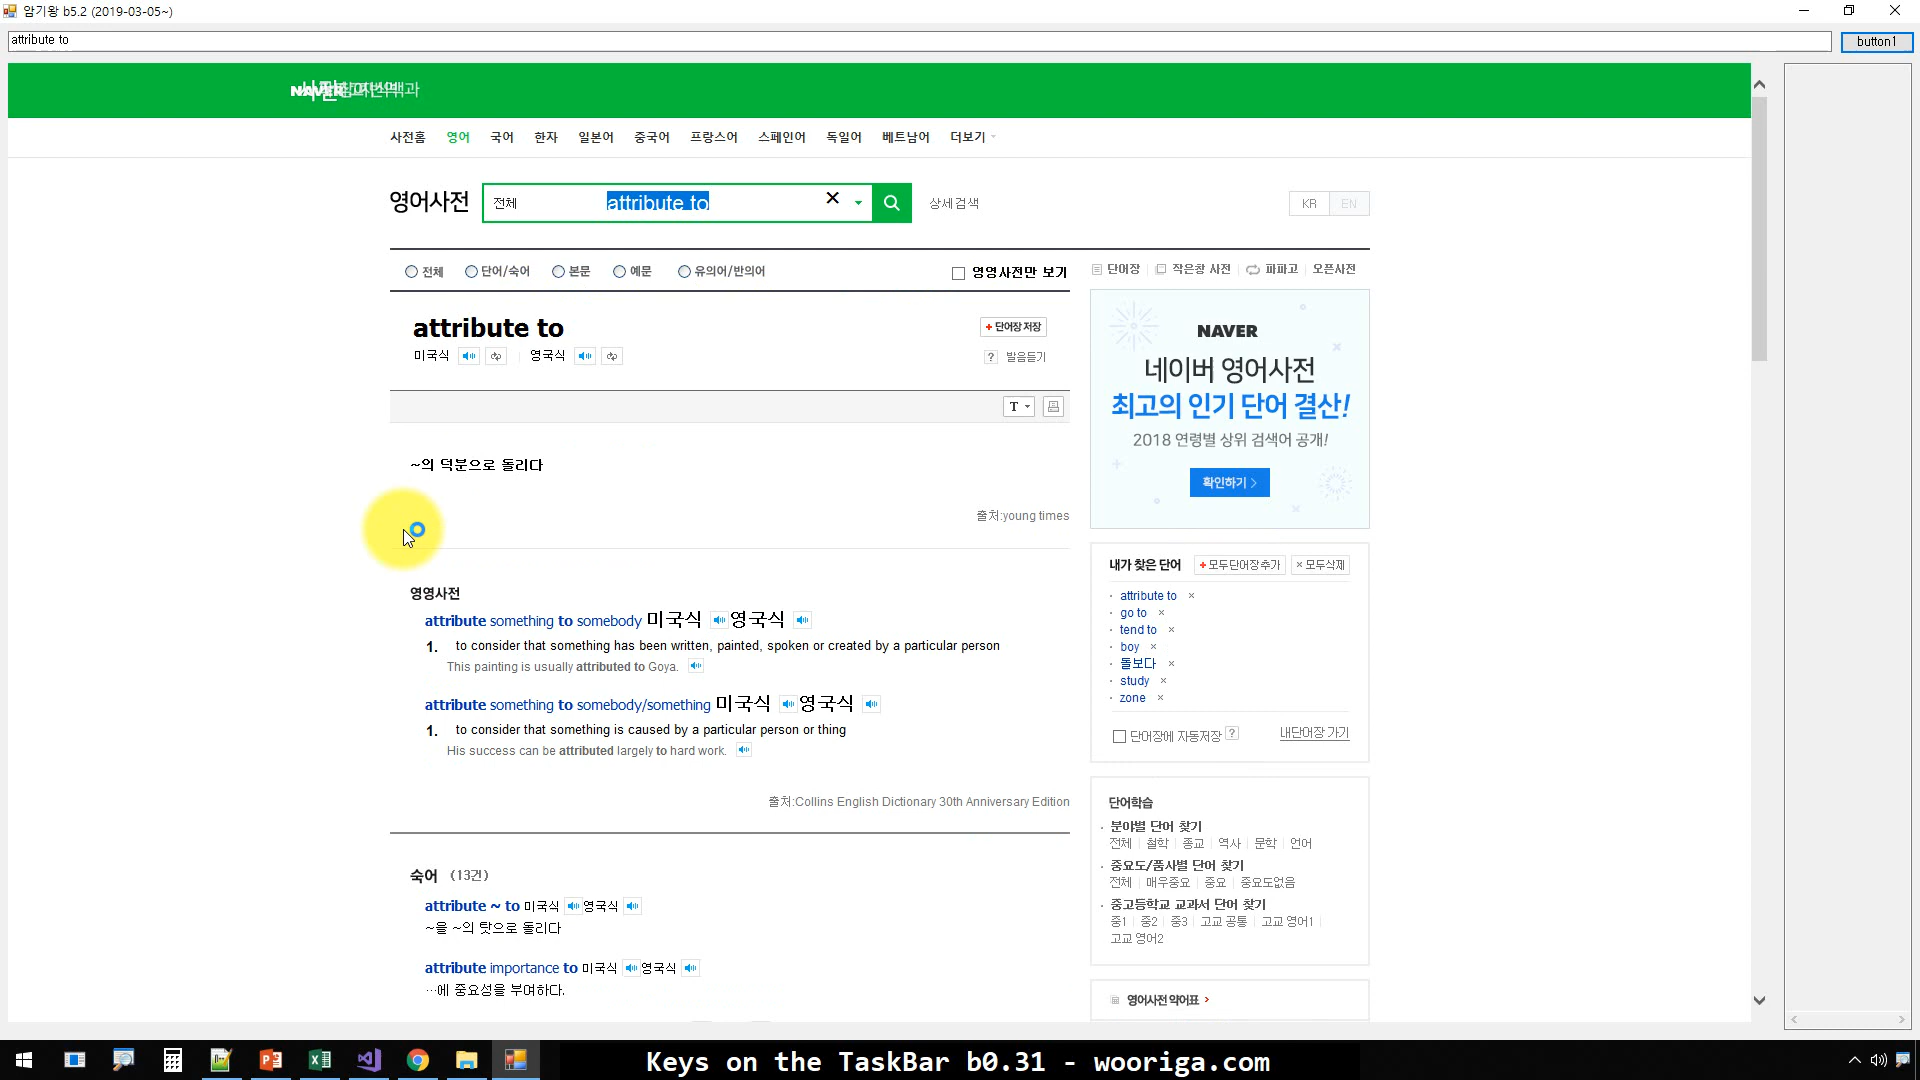 암기왕 b5.2 (2019-03-05~)
attribute to
button1
사전홈 영어 국어 한자 일본어 중국어 프랑스어 스페인어 독일어 베트남어 더보기
영어사전 전체 attribute to 상세검색 KR EN
전체 단어/숙어 본문 예문 유의어/반의어 영영사전만 보기
단어장 작은창 사전 파파고 오픈사전
attribute to
+ 단어장 저장
미국식 영국식
? 발음듣기
T
~의 덕분으로 돌리다
출처:young times
영영사전
attribute something to somebody 미국식 영국식
1. to consider that something has been written, painted, spoken or created by a particular person
This painting is usually attributed to Goya.
attribute something to somebody/something 미국식 영국식
1. to consider that something is caused by a particular person or thing
His success can be attributed largely to hard work.
출처:Collins English Dictionary 30th Anniversary Edition
숙어 (13건)
attribute ~ to 미국식 영국식
~을 ~의 탓으로 돌리다
attribute importance to 미국식 영국식
…에 중요성을 부여하다.
NAVER
네이버 영어사전
최고의 인기 단어 결산!
2018 연령별 상위 검색어 공개!
확인하기 >
내가 찾은 단어 + 모두단어장추가 × 모두삭제
· attribute to ×
· go to ×
· tend to ×
· boy ×
· 돌보다 ×
· study ×
· zone ×
단어장에 자동저장 ? 내단어장 가기
단어학습
· 분야별 단어 찾기
전체 철학 종교 역사 문학 언어
· 중요도/품사별 단어 찾기
전체 매우중요 중요 중요도없음
· 중고등학교 교과서 단어 찾기
중1 중2 중3 고교 공통 고교 영어1
고교 영어2
영어사전 약어표 >
Keys on the TaskBar b0.31 - wooriga.com